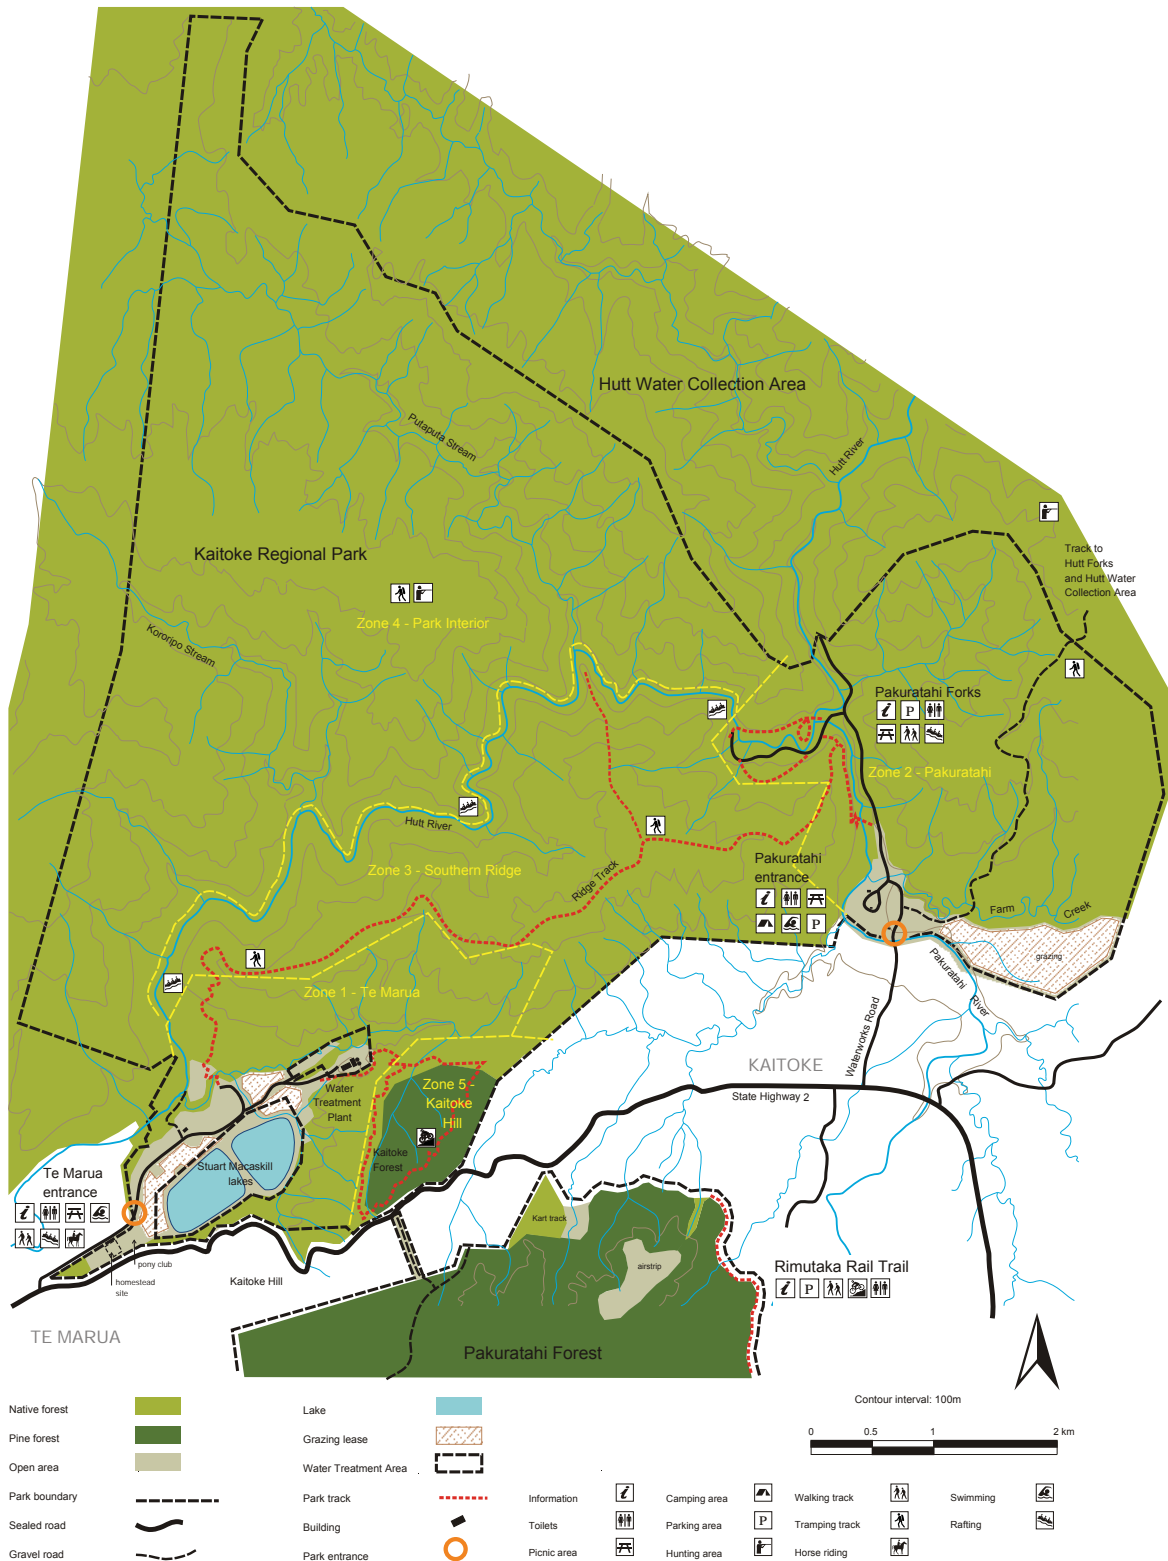 Hutt Water Collection Area
Putaputa Stream
Hutt River
Track to
Hutt Forks
and Hutt Water
Collection Area
Kaitoke Regional Park
Zone 4 - Park Interior
Kororipo Stream
Pakuratahi Forks
i P
Zone 2 - Pakuratahi
Hutt River
Pakuratahi
entrance
i
P
Zone 3 - Southern Ridge
Ridge Track
Farm
Creek
grazing
Pakuratahi
River
Zone 1 - Te Marua
Waterworks Road
KAITOKE
State Highway 2
Water
Treatment
Plant
Zone 5 -
Kaitoke
Hill
Kaitoke
Forest
Stuart Macaskill
lakes
Te Marua
entrance
i
Kart track
airstrip
pony club
homestead
site
Kaitoke Hill
Rimutaka Rail Trail
i P
TE MARUA
Pakuratahi Forest
Contour interval: 100m
0 0.5 1 2 km
Native forest
Pine forest
Open area
Park boundary
Sealed road
Gravel road
Lake
Grazing lease
Water Treatment Area
Park track
Building
Park entrance
Information i
Toilets
Picnic area
Camping area
Parking area P
Hunting area
Walking track
Tramping track
Horse riding
Swimming
Rafting